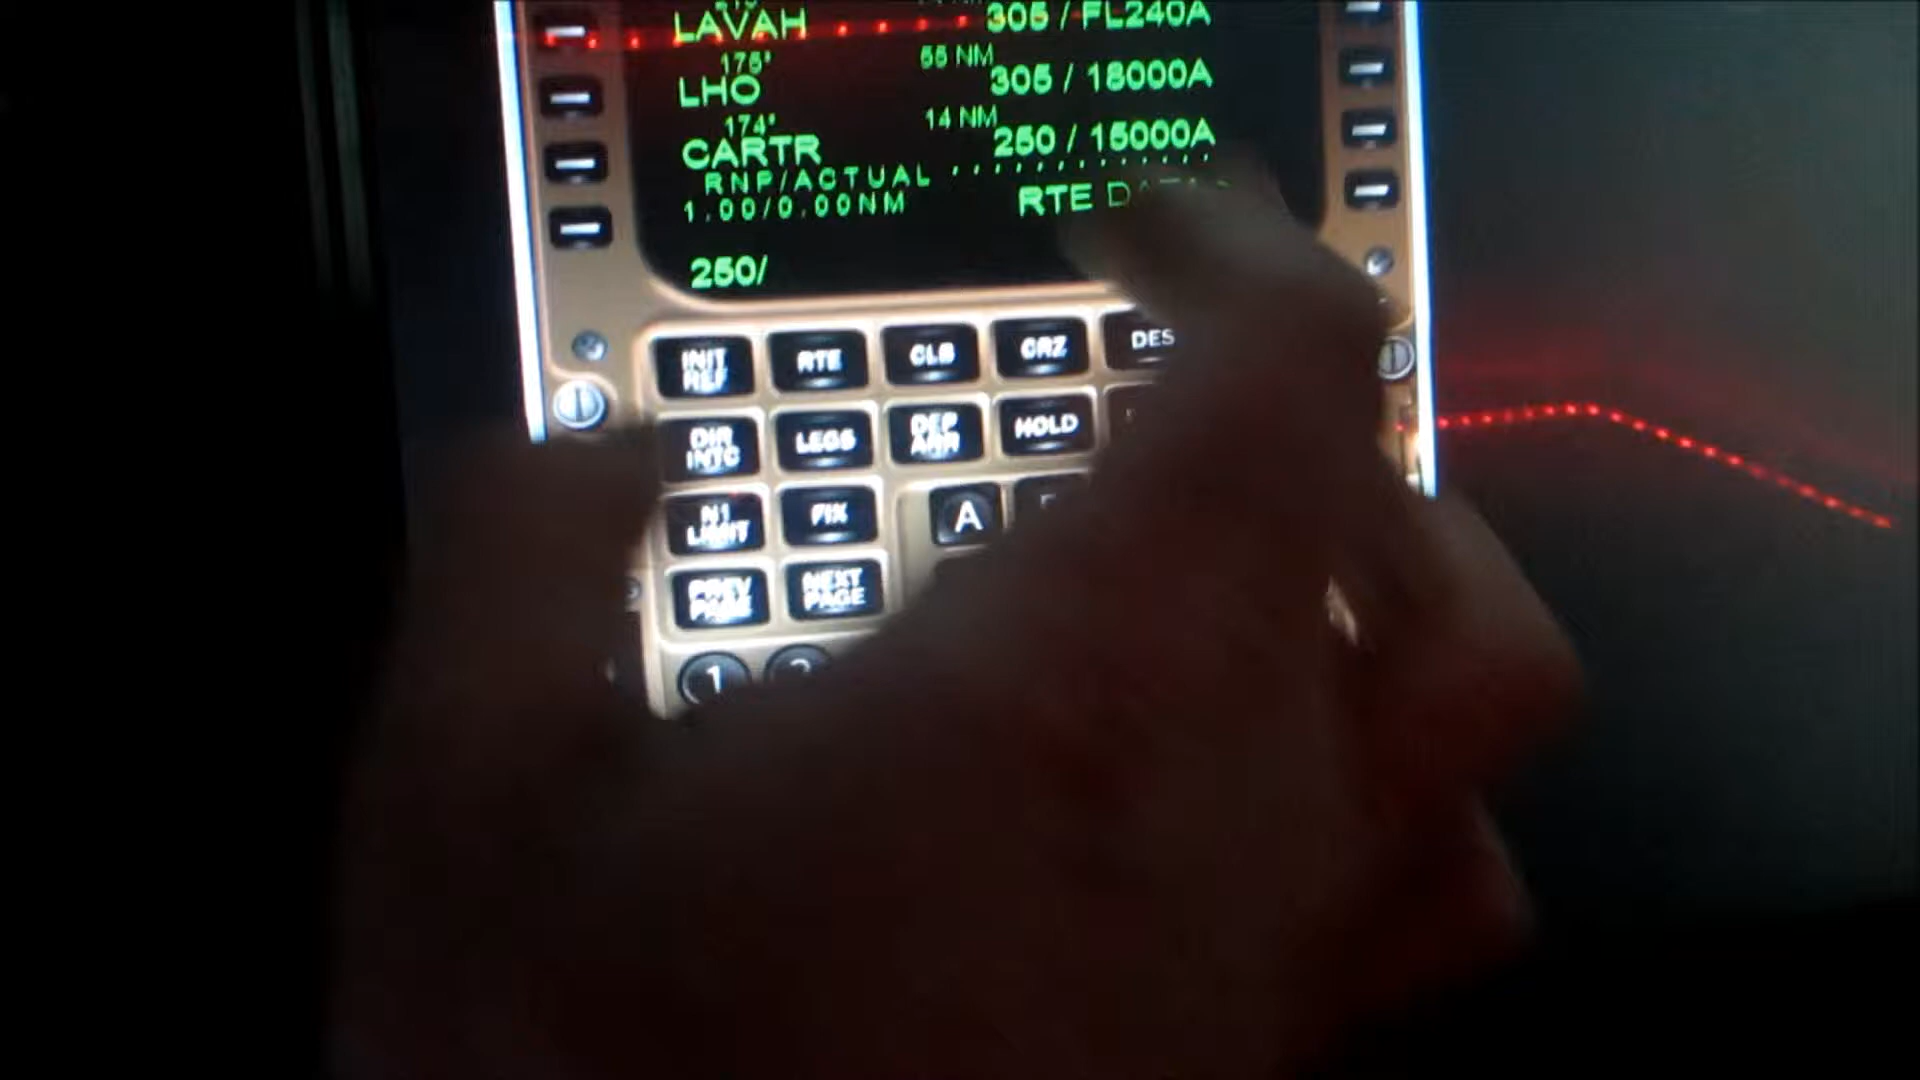 LAVAH 305 / FL240A
175° 55 NM
LHO 305 / 18000A
174° 14 NM
CARTR 250 / 15000A
RNP/ACTUAL
1.00/0.00NM RTE
250/
INIT REF RTE CLB CRZ DES
DIR INTC LEGS DEP ARR HOLD
N1 LIMIT FIX A
PREV PAGE NEXT PAGE
1 2